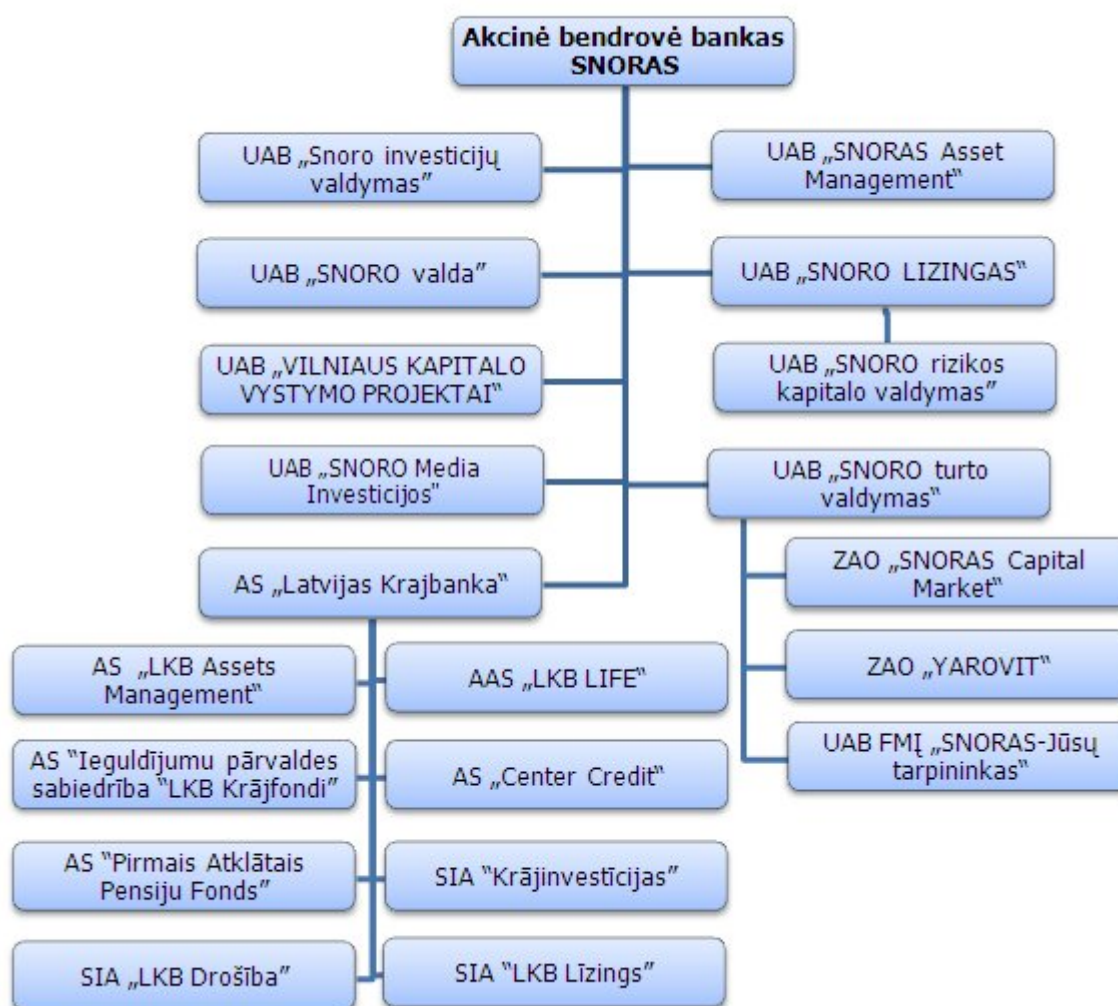 Akcinė bendrovė bankas
SNORAS
UAB „Snoro investicijų
valdymas”
UAB „SNORAS Asset
Management“
UAB „SNORO valda”
UAB „SNORO LIZINGAS“
UAB „VILNIAUS KAPITALO
VYSTYMO PROJEKTAI“
UAB „SNORO rizikos
kapitalo valdymas”
UAB „SNORO Media
Investicijos”
UAB „SNORO turto
valdymas“
AS „Latvijas Krajbanka“
ZAO „SNORAS Capital
Market“
ZAO „YAROVIT“
UAB FMĮ „SNORAS-Jūsų
tarpininkas“
AS „LKB Assets
Management“
AAS „LKB LIFE“
AS “Ieguldījumu pārvaldes
sabiedrība “LKB Krājfondi”
AS „Center Credit“
AS “Pirmais Atklātais
Pensiju Fonds”
SIA “Krājinvestīcijas”
SIA „LKB Drošība”
SIA “LKB Līzings”